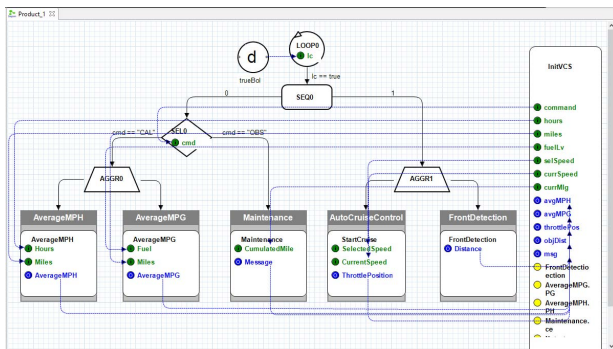 Product_1
LOOP0
lc
d
trueBol
lc == true
InitVCS
SEQ0
0
1
cmd == "CAL"
SEL0
cmd
cmd == "OBS"
AGGR0
AGGR1
command
hours
miles
fuelLv
selSpeed
currSpeed
currMlg
avgMPH
avgMPG
throttlePos
objDist
msg
FrontDetectio
ection
AverageMPG.
PG
AverageMPH.
PH
Maintenance.
ce
AverageMPH
AverageMPG
Maintenance
AutoCruiseControl
FrontDetection
AverageMPH
Hours
Miles
AverageMPH
AverageMPG
Fuel
Miles
AverageMPG
Maintenance
CumulatedMile
Message
StartCruise
SelectedSpeed
CurrentSpeed
ThrottlePosition
FrontDetection
Distance